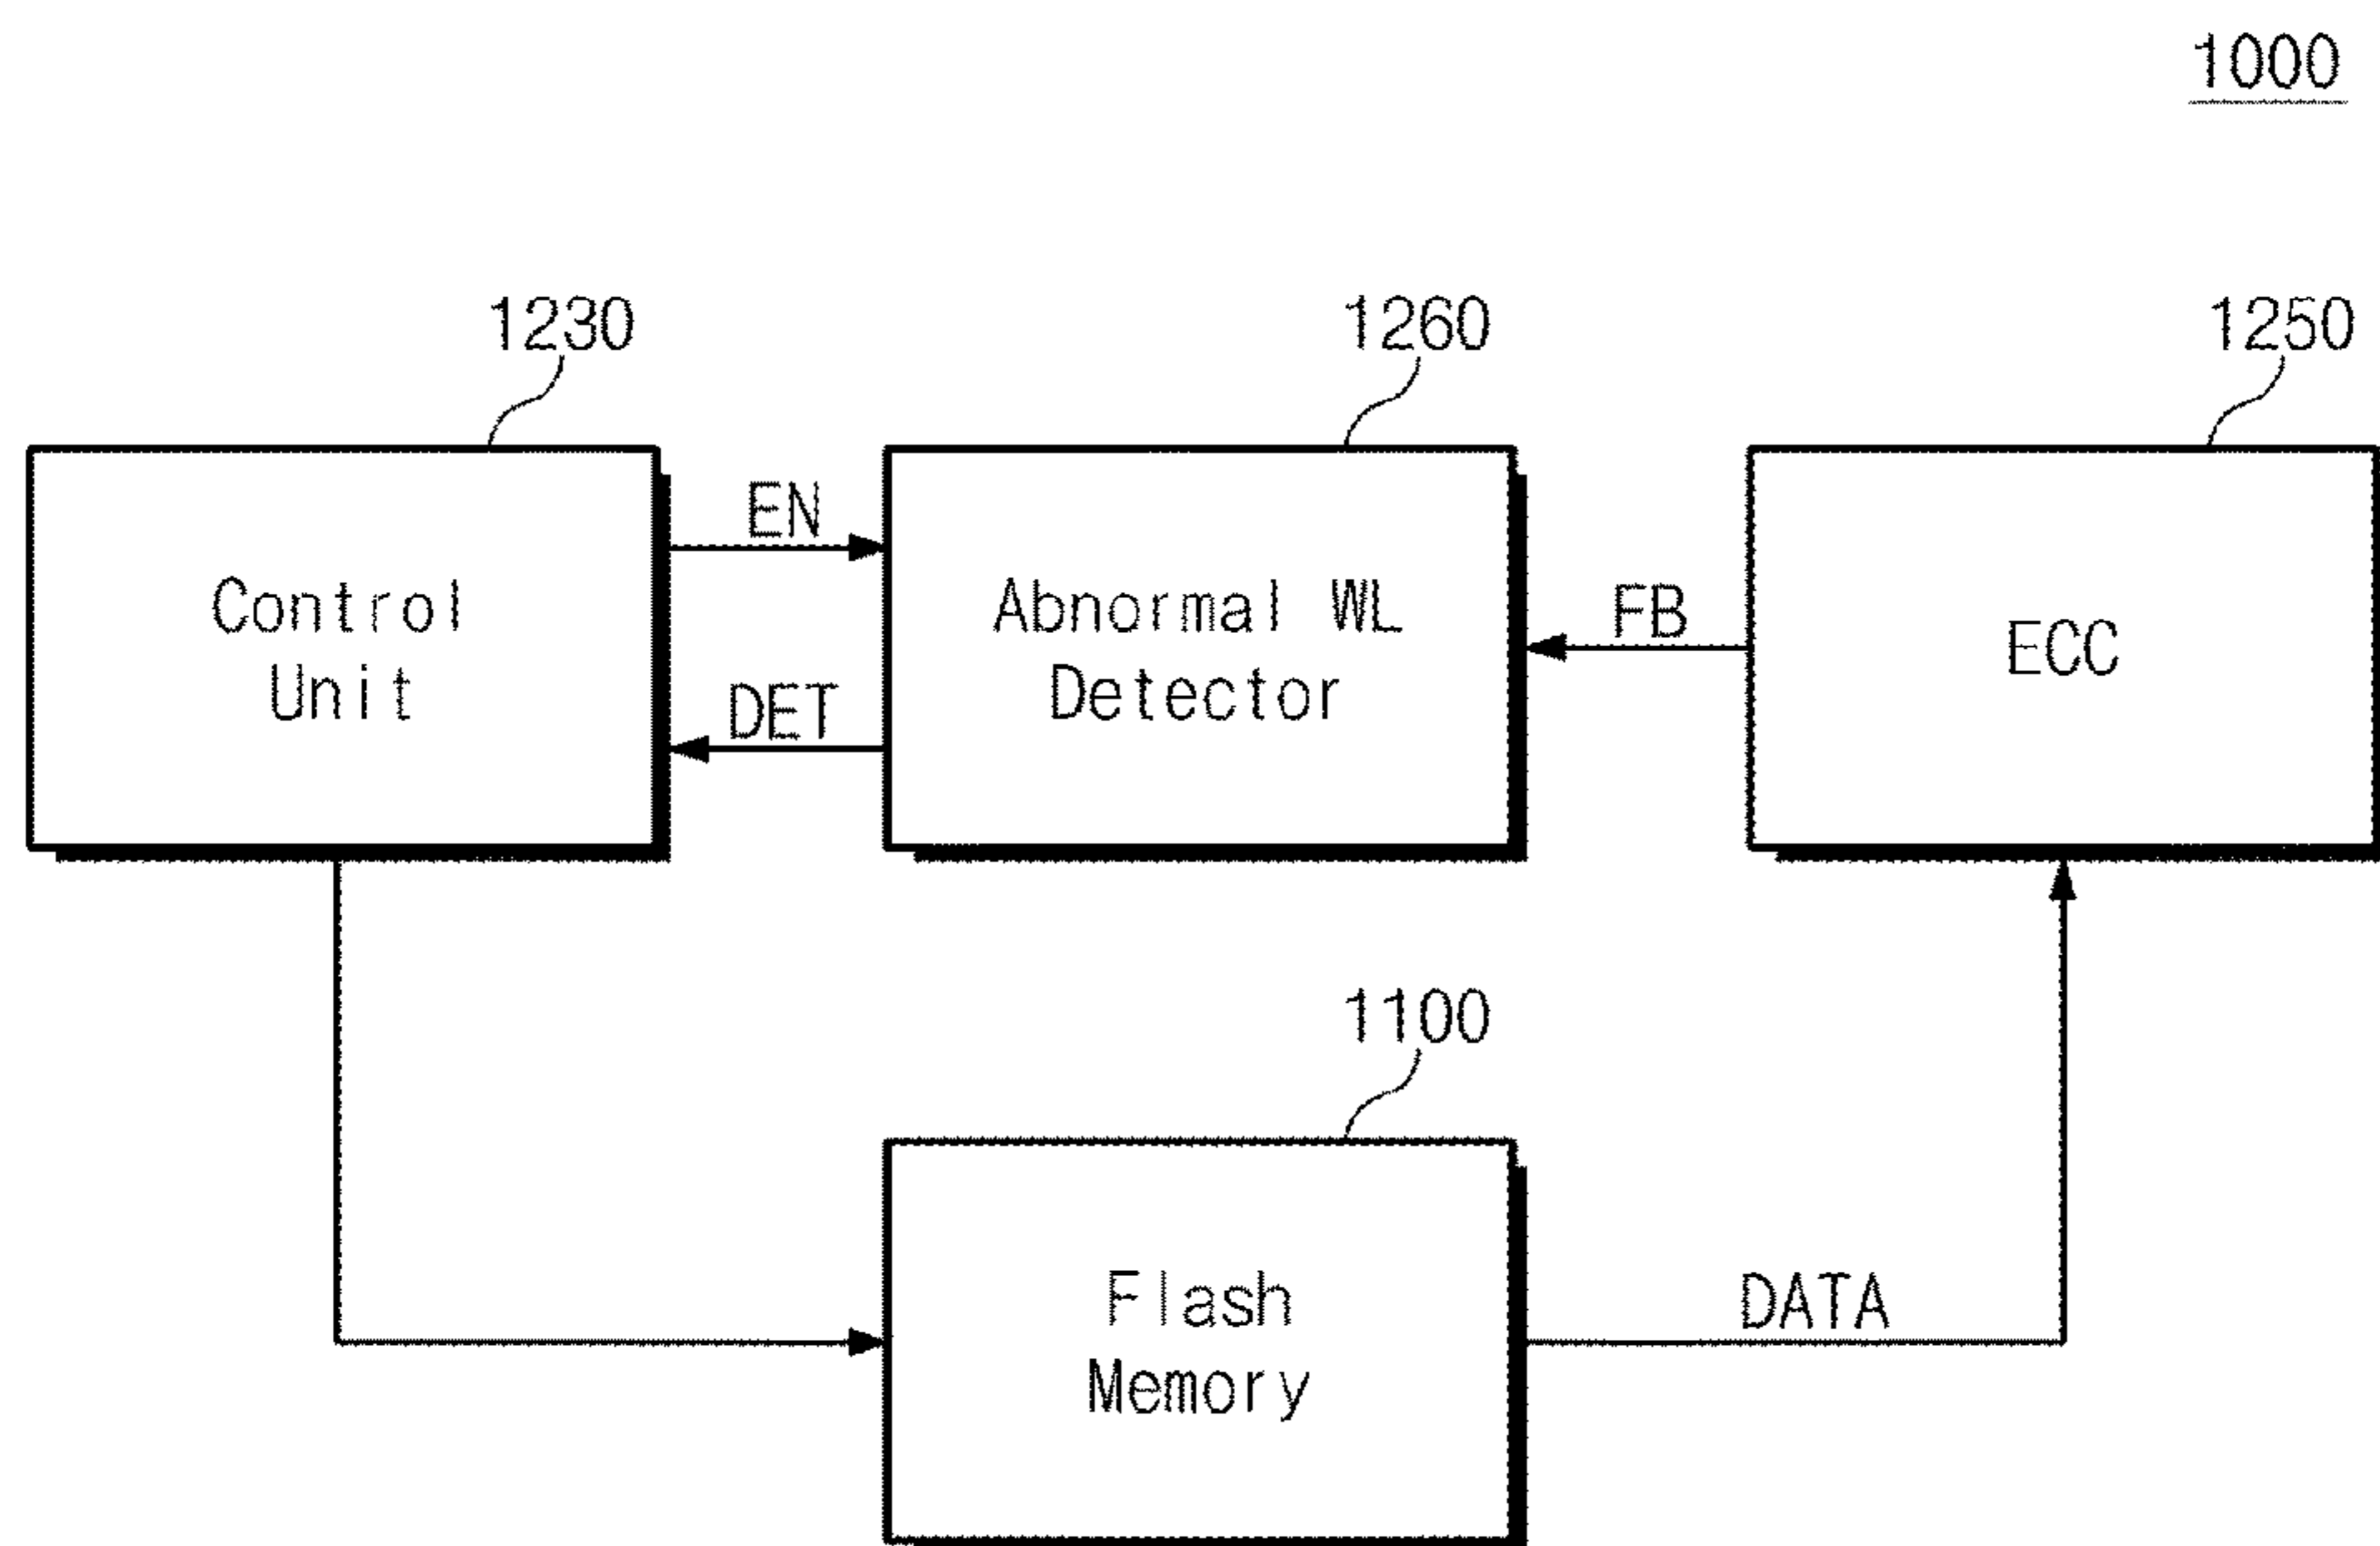 1000
1230
1260
1250
EN
Control
Unit
Abnormal WL
Detector
FB
ECC
DET
1100
Flash
Memory
DATA